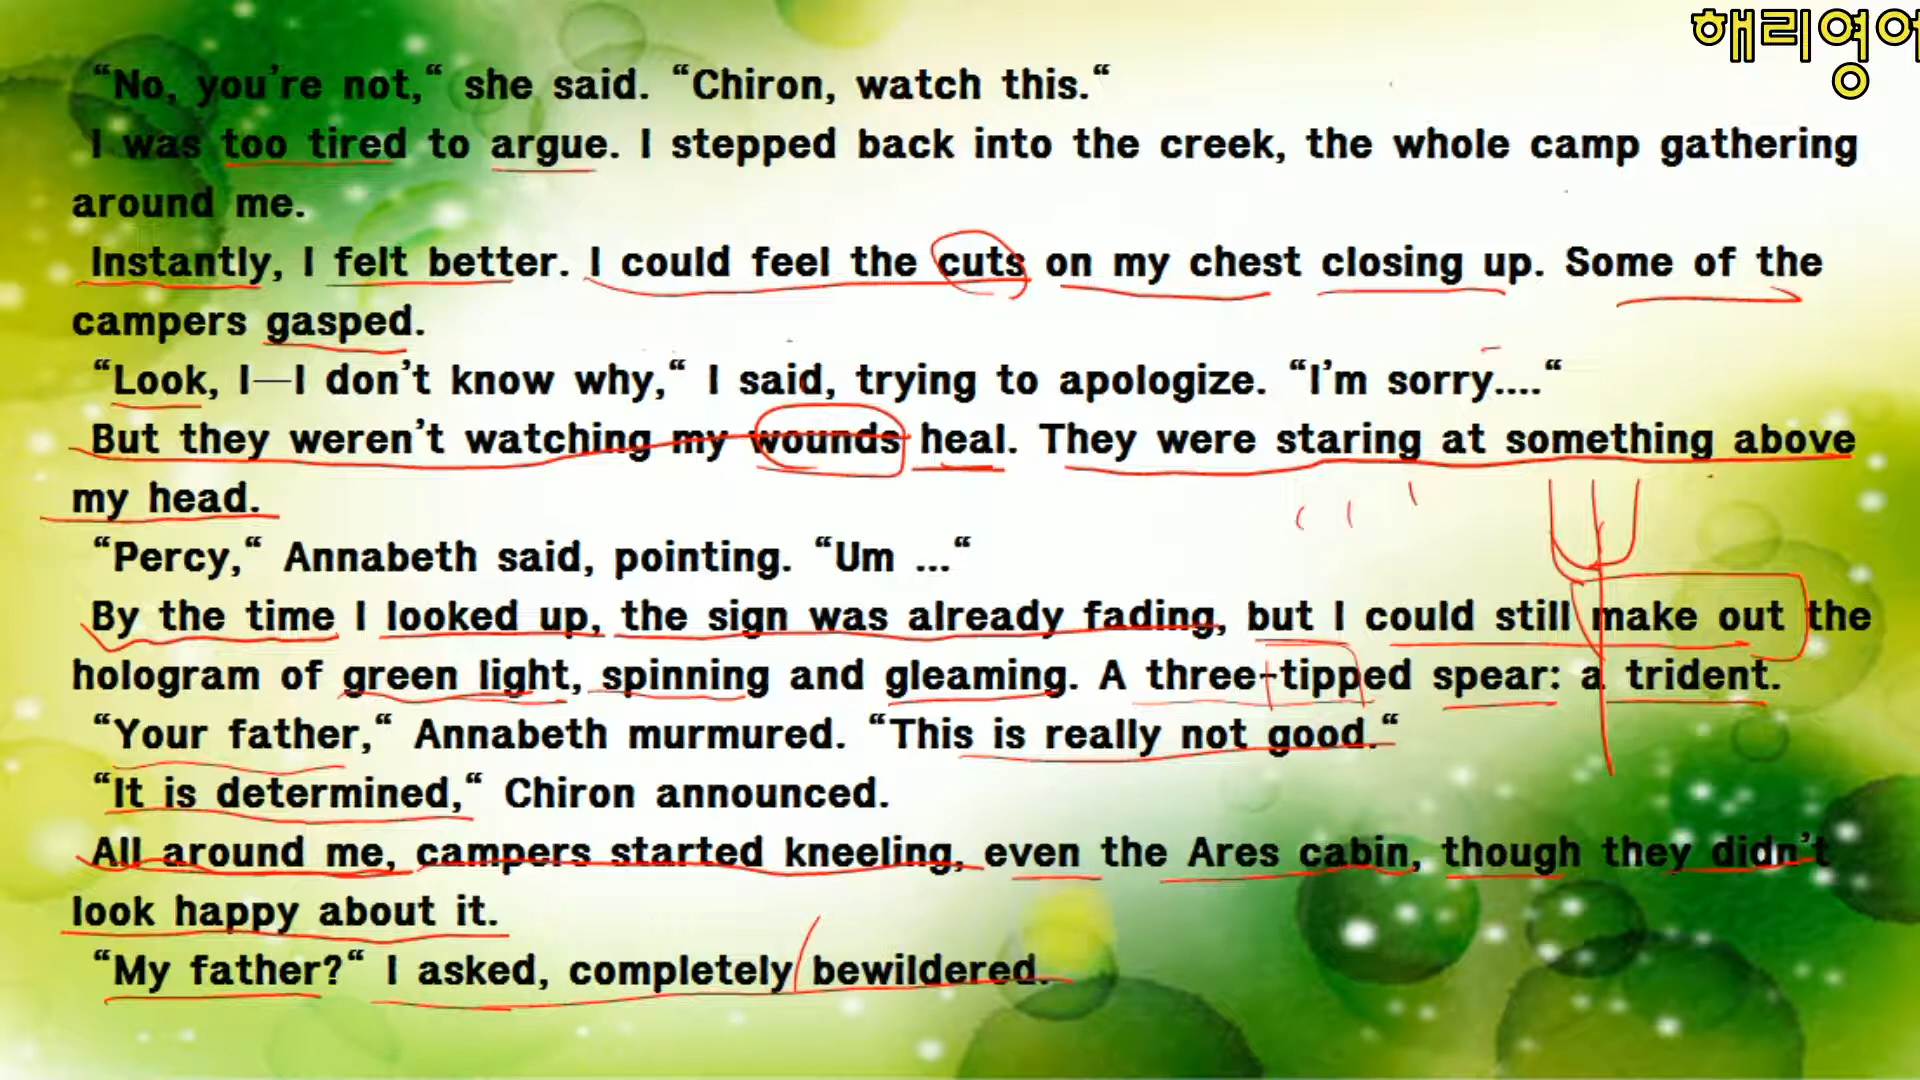 해리영어
“No, you’re not,“ she said. “Chiron, watch this.“
I was too tired to argue. I stepped back into the creek, the whole camp gathering
around me.
Instantly, I felt better. I could feel the cuts on my chest closing up. Some of the
campers gasped.
“Look, I—I don’t know why,“ I said, trying to apologize. “I’m sorry....“
But they weren’t watching my wounds heal. They were staring at something above
my head.
“Percy,“ Annabeth said, pointing. “Um ...“
By the time I looked up, the sign was already fading, but I could still make out the
hologram of green light, spinning and gleaming. A three-tipped spear: a trident.
“Your father,“ Annabeth murmured. “This is really not good.“
“It is determined,“ Chiron announced.
All around me, campers started kneeling, even the Ares cabin, though they didn’t
look happy about it.
“My father?“ I asked, completely bewildered.